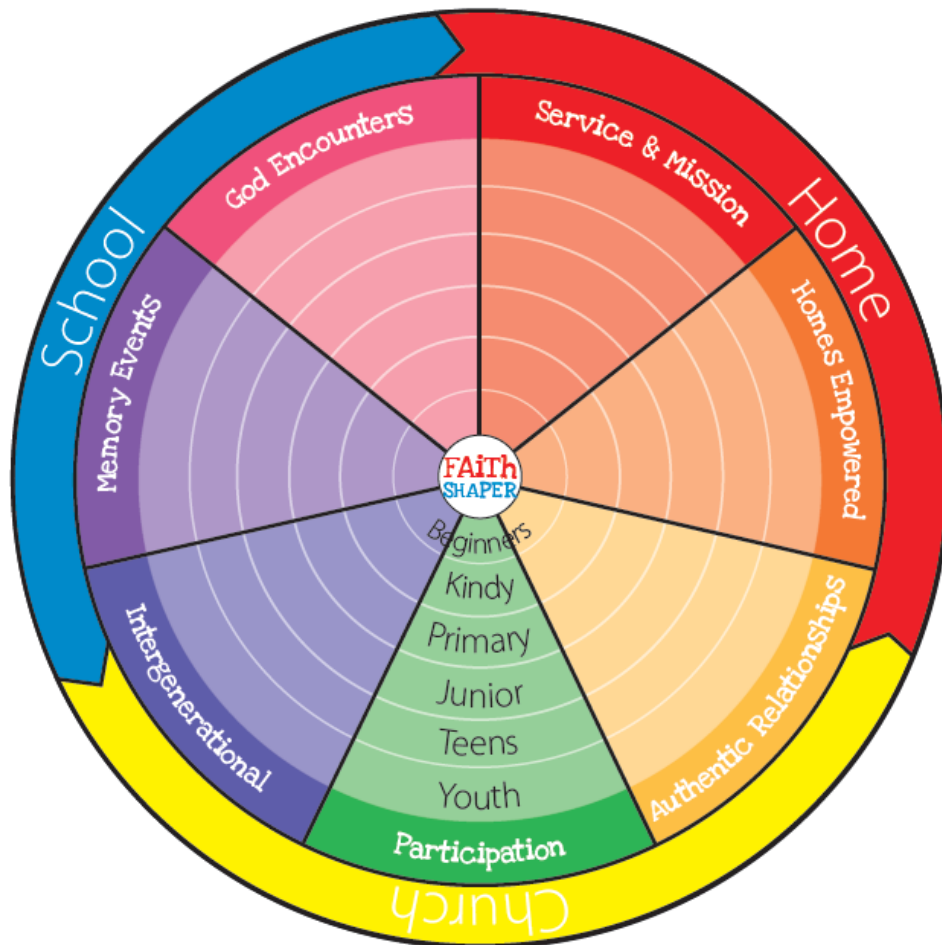 School
Home
Church
God Encounters
Service & Mission
Homes Empowered
Authentic Relationships
Participation
Intergenerational
Memory Events
FAiTh
SHAPER
Beginners
Kindy
Primary
Junior
Teens
Youth